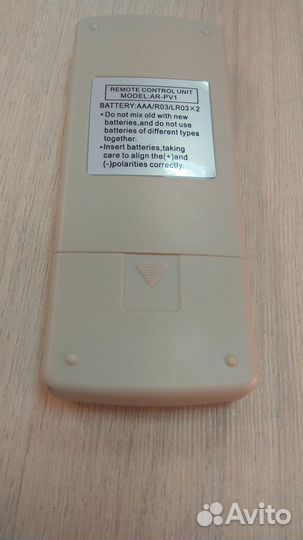 REMOTE CONTROL UNIT
MODEL:AR-PV1
BATTERY:AAA/R03/LR03×2
•Do not mix old with new
batteries,and do not use
batteries of different types
together.
•Insert batteries,taking
care to align the(+)and
(-)polarities correctly.
Avito